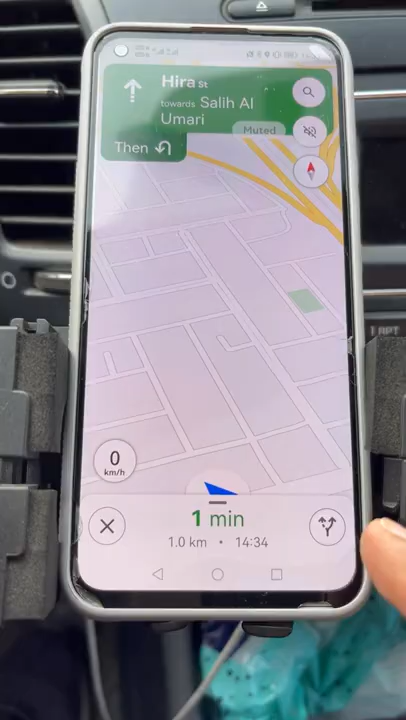 Hira St
towards Salih Al
Umari
Muted
Then
0
km/h
1 min
1.0 km • 14:34